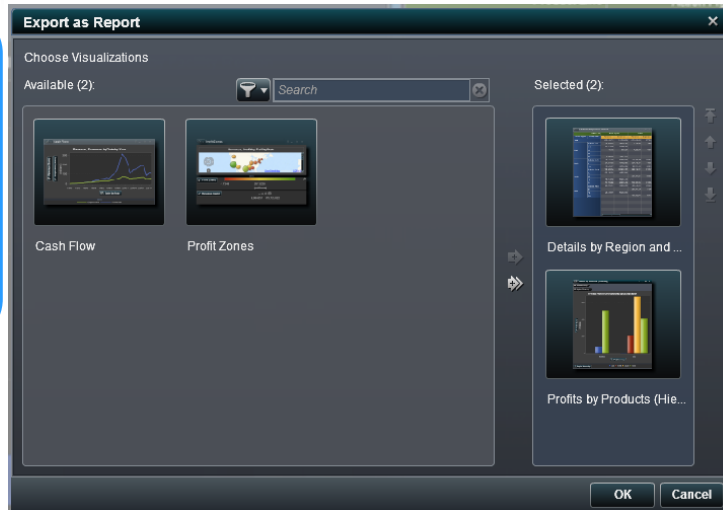 Export as Report
Choose Visualizations
Available (2):
Search
Selected (2):
Cash Flow
Profit Zones
Details by Region and ...
Profits by Products (Hie...
OK
Cancel